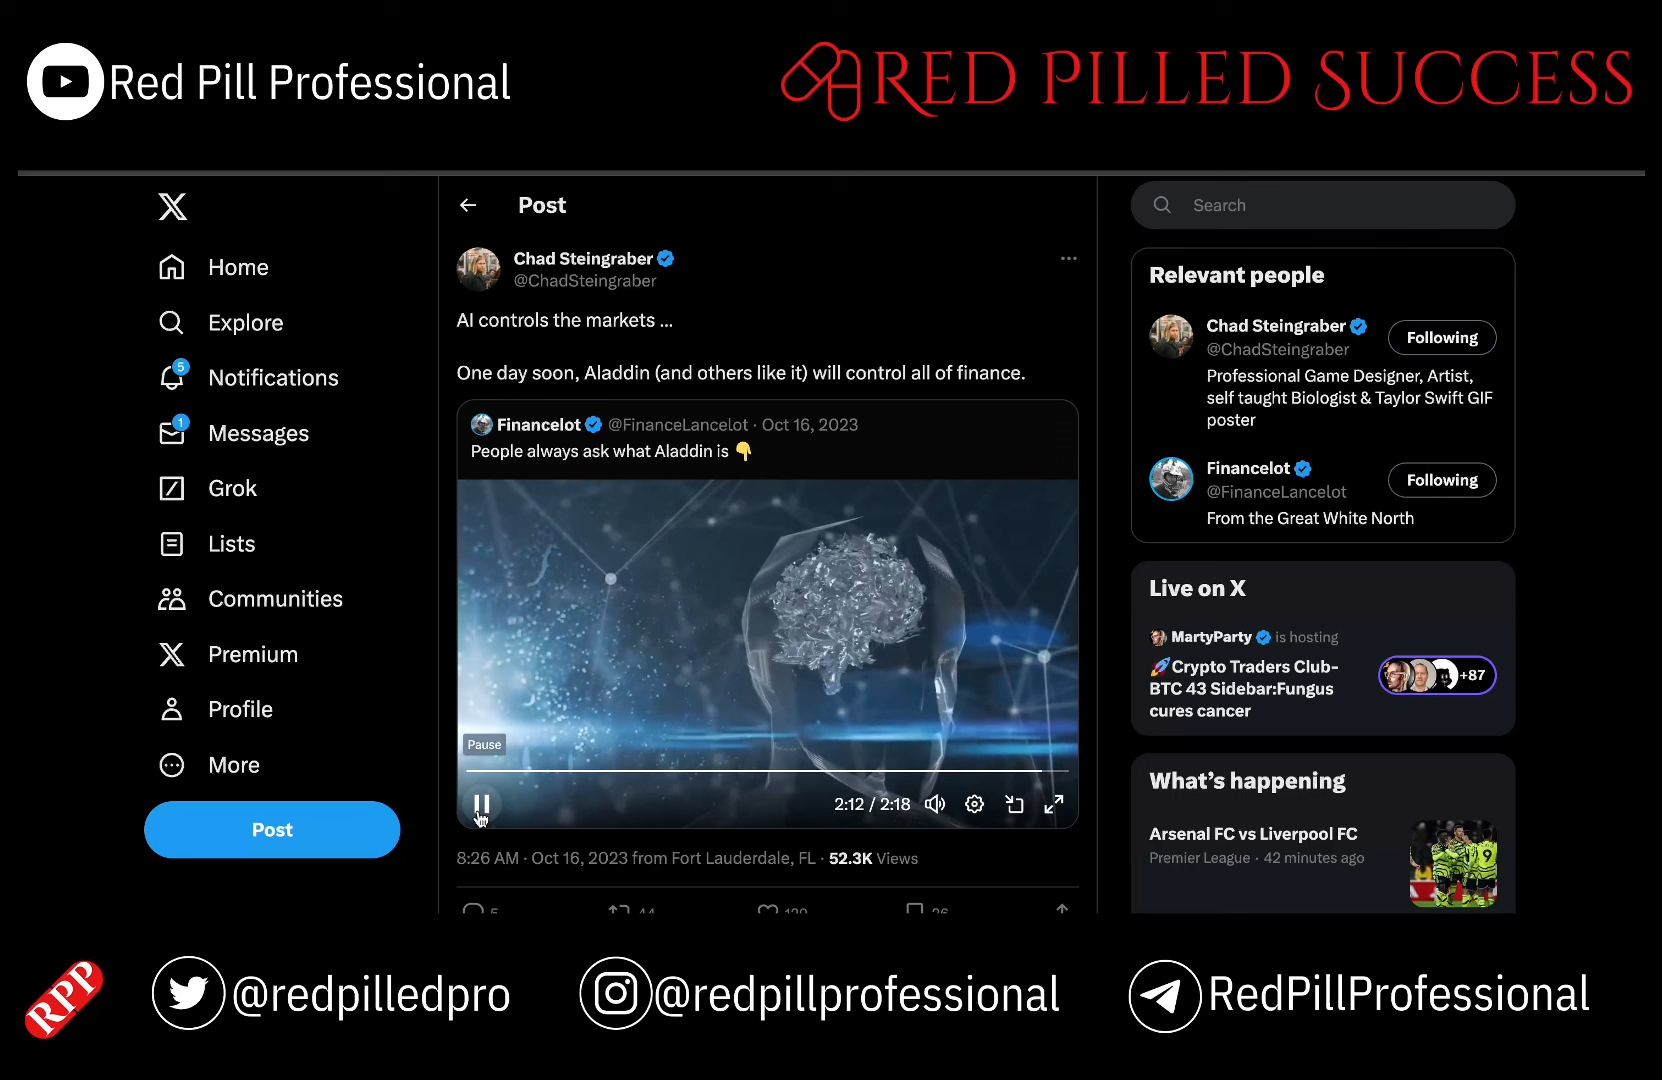 Red Pill Professional
RED PILLED SUCCESS
Home
Explore
5
Notifications
1
Messages
Grok
Lists
Communities
Premium
Profile
More
Post
Post
Chad Steingraber
@ChadSteingraber
AI controls the markets ...
One day soon, Aladdin (and others like it) will control all of finance.
Financelot @FinanceLancelot · Oct 16, 2023
People always ask what Aladdin is 👇
Pause
2:12 / 2:18
8:26 AM · Oct 16, 2023 from Fort Lauderdale, FL · 52.3K Views
Search
Relevant people
Chad Steingraber
@ChadSteingraber
Following
Professional Game Designer, Artist,
self taught Biologist & Taylor Swift GIF
poster
Financelot
@FinanceLancelot
Following
From the Great White North
Live on X
MartyParty is hosting
🚀Crypto Traders Club-
BTC 43 Sidebar:Fungus
cures cancer
+87
What's happening
Arsenal FC vs Liverpool FC
Premier League · 42 minutes ago
9
RPP
@redpilledpro
@redpillprofessional
RedPillProfessional